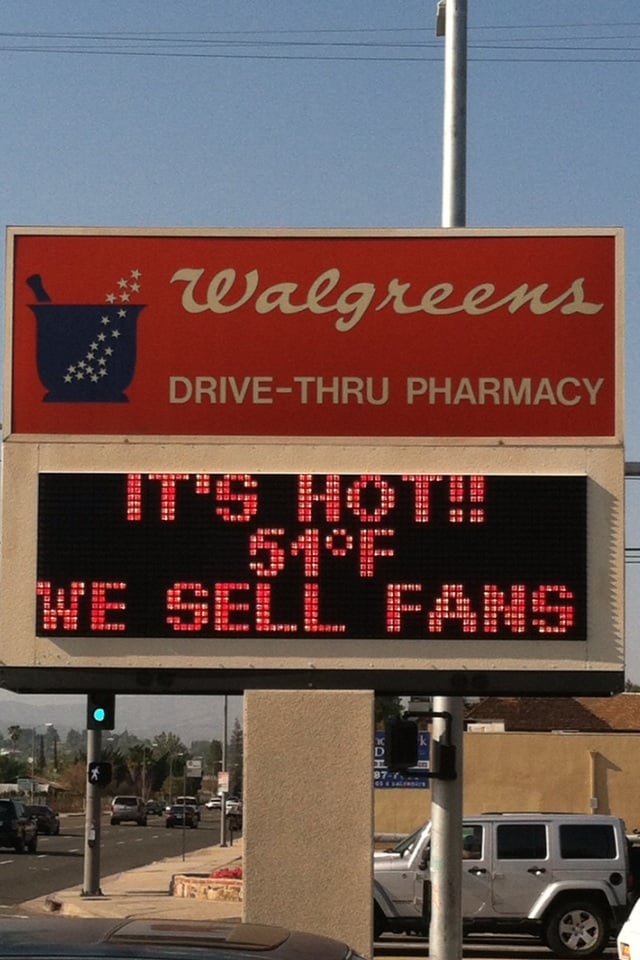 Walgreens
DRIVE-THRU PHARMACY
IT'S HOT!!
51°F
WE SELL FANS